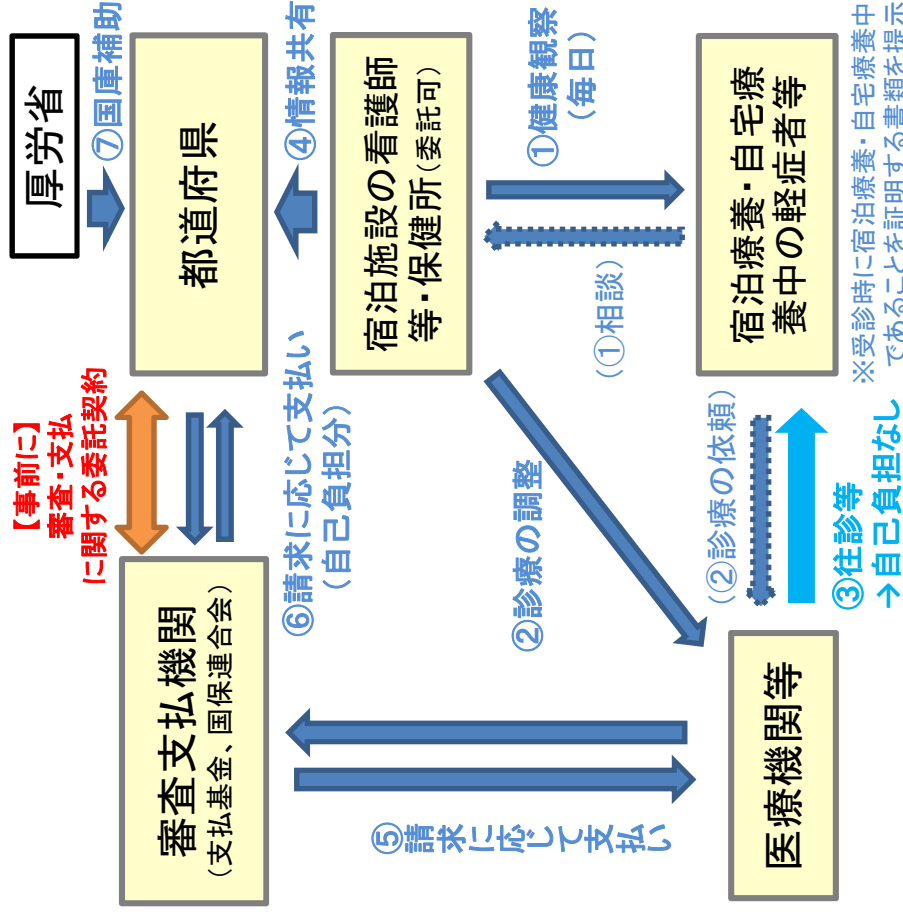 厚労省
⑦国庫補助
【事前に】
審査・支払
に関する委託契約
審査支払機関
(支払基金、国保連合会)
都道府県
⑥請求に応じて支払い
(自己負担分)
④情報共有
宿泊施設の看護師
等・保健所(委託可)
⑤請求に応じて支払い
②診療の調整
(①相談)
①健康観察
(毎日)
(②診療の依頼)
医療機関等
宿泊療養・自宅療
養中の軽症者等
③往診等
→自己負担なし
※受診時に宿泊療養・自宅療養中
であることを証明する書類を提示